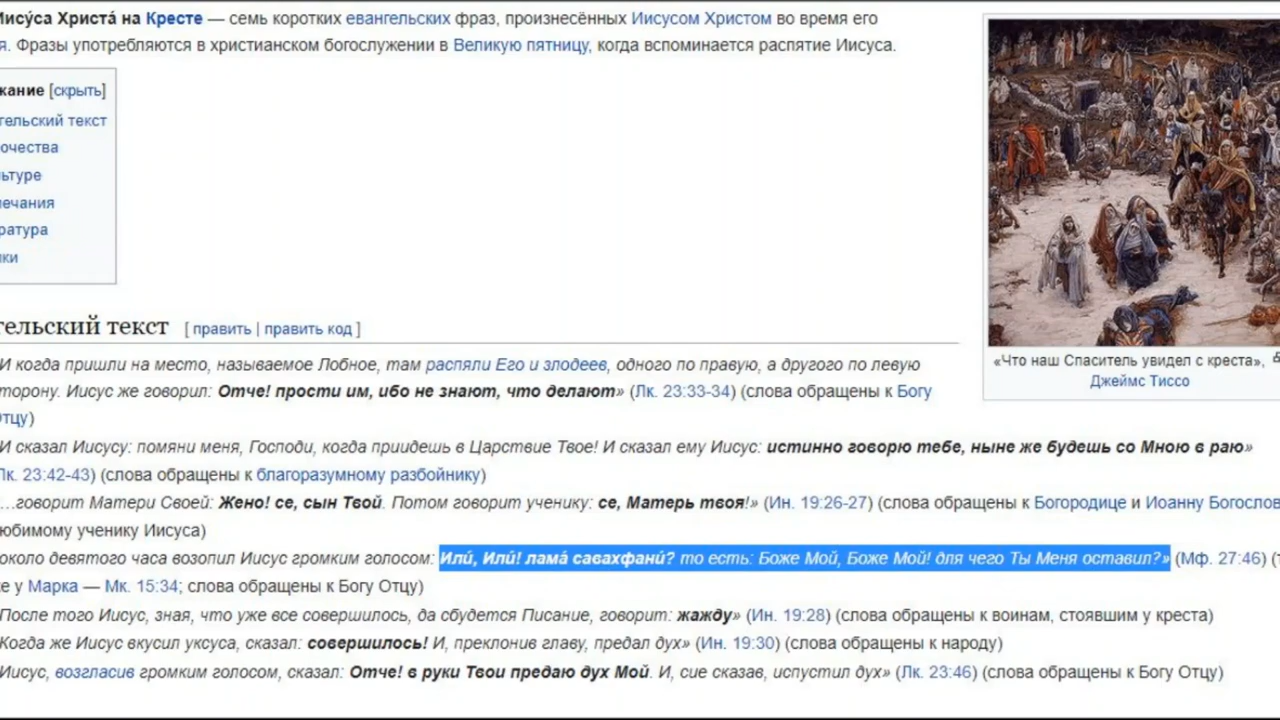 Иису́са Христа́ на Кресте — семь коротких евангельских фраз, произнесённых Иисусом Христом во время его
я. Фразы употребляются в христианском богослужении в Великую пятницу, когда вспоминается распятие Иисуса.
жание [скрыть]
гельский текст
очества
льтуре
ечания
ратура
ки
гельский текст [ править | править код ]
И когда пришли на место, называемое Лобное, там распяли Его и злодеев, одного по правую, а другого по левую
торону. Иисус же говорил: Отче! прости им, ибо не знают, что делают» (Лк. 23:33-34) (слова обращены к Богу
Отцу)
И сказал Иисусу: помяни меня, Господи, когда приидешь в Царствие Твое! И сказал ему Иисус: истинно говорю тебе, ныне же будешь со Мною в раю»
Лк. 23:42-43) (слова обращены к благоразумному разбойнику)
…говорит Матери Своей: Жено! се, сын Твой. Потом говорит ученику: се, Матерь твоя!» (Ин. 19:26-27) (слова обращены к Богородице и Иоанну Богослов
юбимому ученику Иисуса)
около девятого часа возопил Иисус громким голосом: Или́, Или́! лама́ савахфани́? то есть: Боже Мой, Боже Мой! для чего Ты Меня оставил?» (Мф. 27:46) (т
е у Марка — Мк. 15:34; слова обращены к Богу Отцу)
После того Иисус, зная, что уже все совершилось, да сбудется Писание, говорит: жажду» (Ин. 19:28) (слова обращены к воинам, стоявшим у креста)
Когда же Иисус вкусил уксуса, сказал: совершилось! И, преклонив главу, предал дух» (Ин. 19:30) (слова обращены к народу)
Иисус, возгласив громким голосом, сказал: Отче! в руки Твои предаю дух Мой. И, сие сказав, испустил дух» (Лк. 23:46) (слова обращены к Богу Отцу)
«Что наш Спаситель увидел с креста»,
Джеймс Тиссо